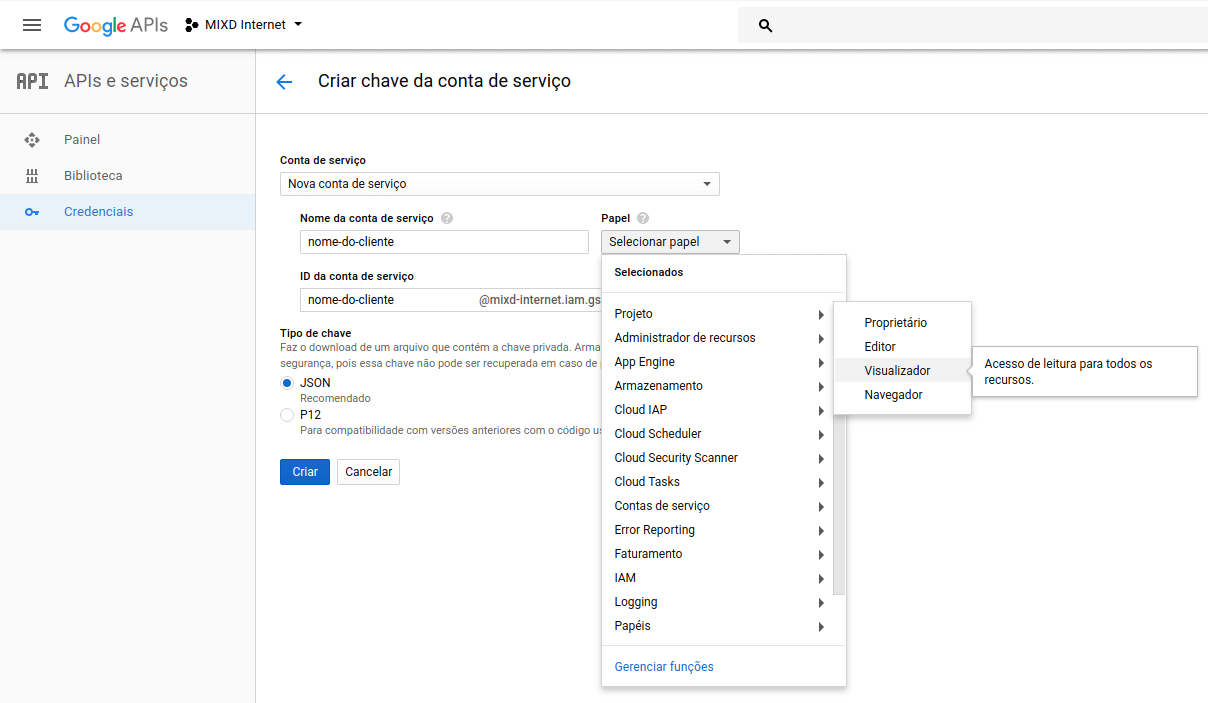 Google APIs
MIXD Internet
API APIs e serviços
Criar chave da conta de serviço
Painel
Biblioteca
Credenciais
Conta de serviço
Nova conta de serviço
Nome da conta de serviço ?
Papel ?
nome-do-cliente
Selecionar papel
ID da conta de serviço
nome-do-cliente @mixd-internet.iam.gs
Tipo de chave
Faz o download de um arquivo que contém a chave privada. Arma
segurança, pois essa chave não pode ser recuperada em caso de
JSON
Recomendado
P12
Para compatibilidade com versões anteriores com o código
Criar
Cancelar
Selecionados
Projeto
Administrador de recursos
App Engine
Armazenamento
Cloud IAP
Cloud Scheduler
Cloud Security Scanner
Cloud Tasks
Contas de serviço
Error Reporting
Faturamento
IAM
Logging
Papéis
Gerenciar funções
Proprietário
Editor
Visualizador
Navegador
Acesso de leitura para todos os
recursos.